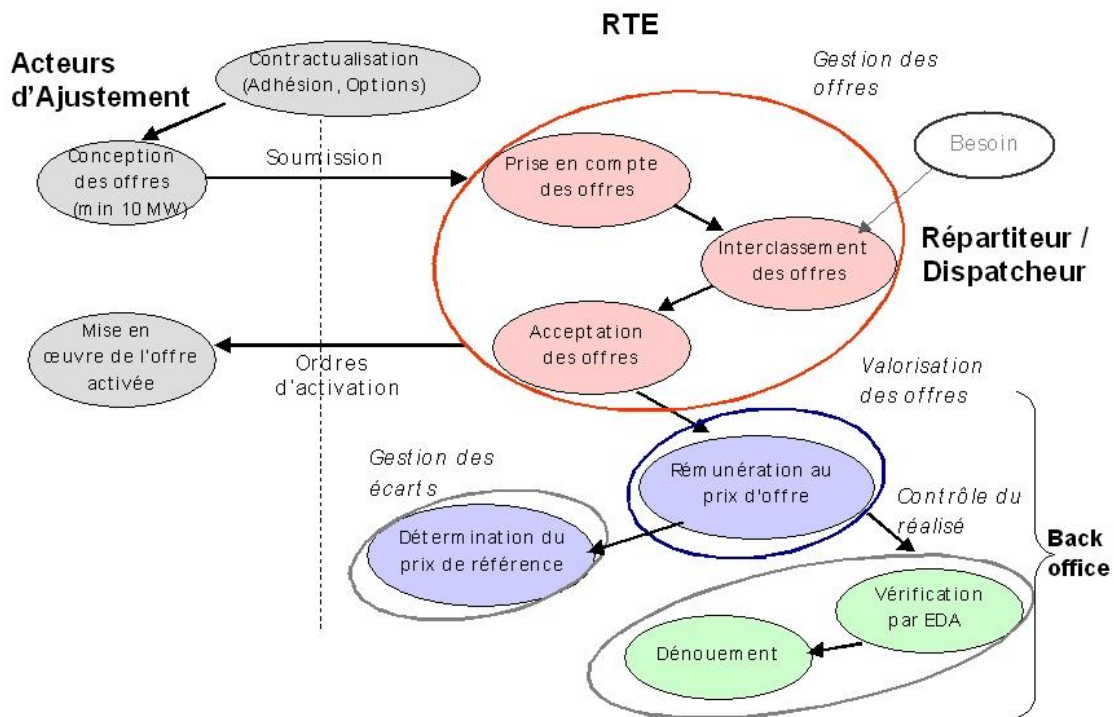 RTE
Acteurs
d'Ajustement
Contractualisation
(Adhésion, Options)
Gestion des
offres
Conception
des offres
(min 10 MW)
Soumission
Prise en compte
des offres
Besoin
Interclassement
des offres
Répartiteur /
Dispatcheur
Mise en
œuvre de l'offre
activée
Ordres
d'activation
Acceptation
des offres
Valorisation
des offres
Gestion des
écarts
Rémunération au
prix d'offre
Contrôle du
réalisé
Détermination du
prix de référence
Back
office
Vérification
par EDA
Dénouement